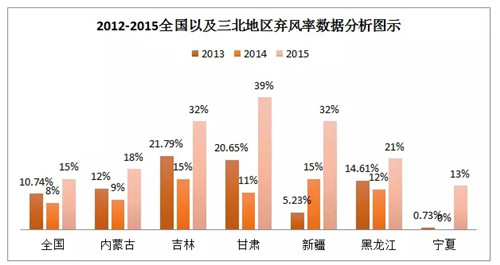 2012-2015全国以及三北地区弃风率数据分析图示
2013 2014 2015
10.74% 8% 15%
12% 9% 18%
21.79% 15% 32%
20.65% 11% 39%
5.23% 15% 32%
14.61% 12% 21%
0.73% 0% 13%
全国 内蒙古 吉林 甘肃 新疆 黑龙江 宁夏